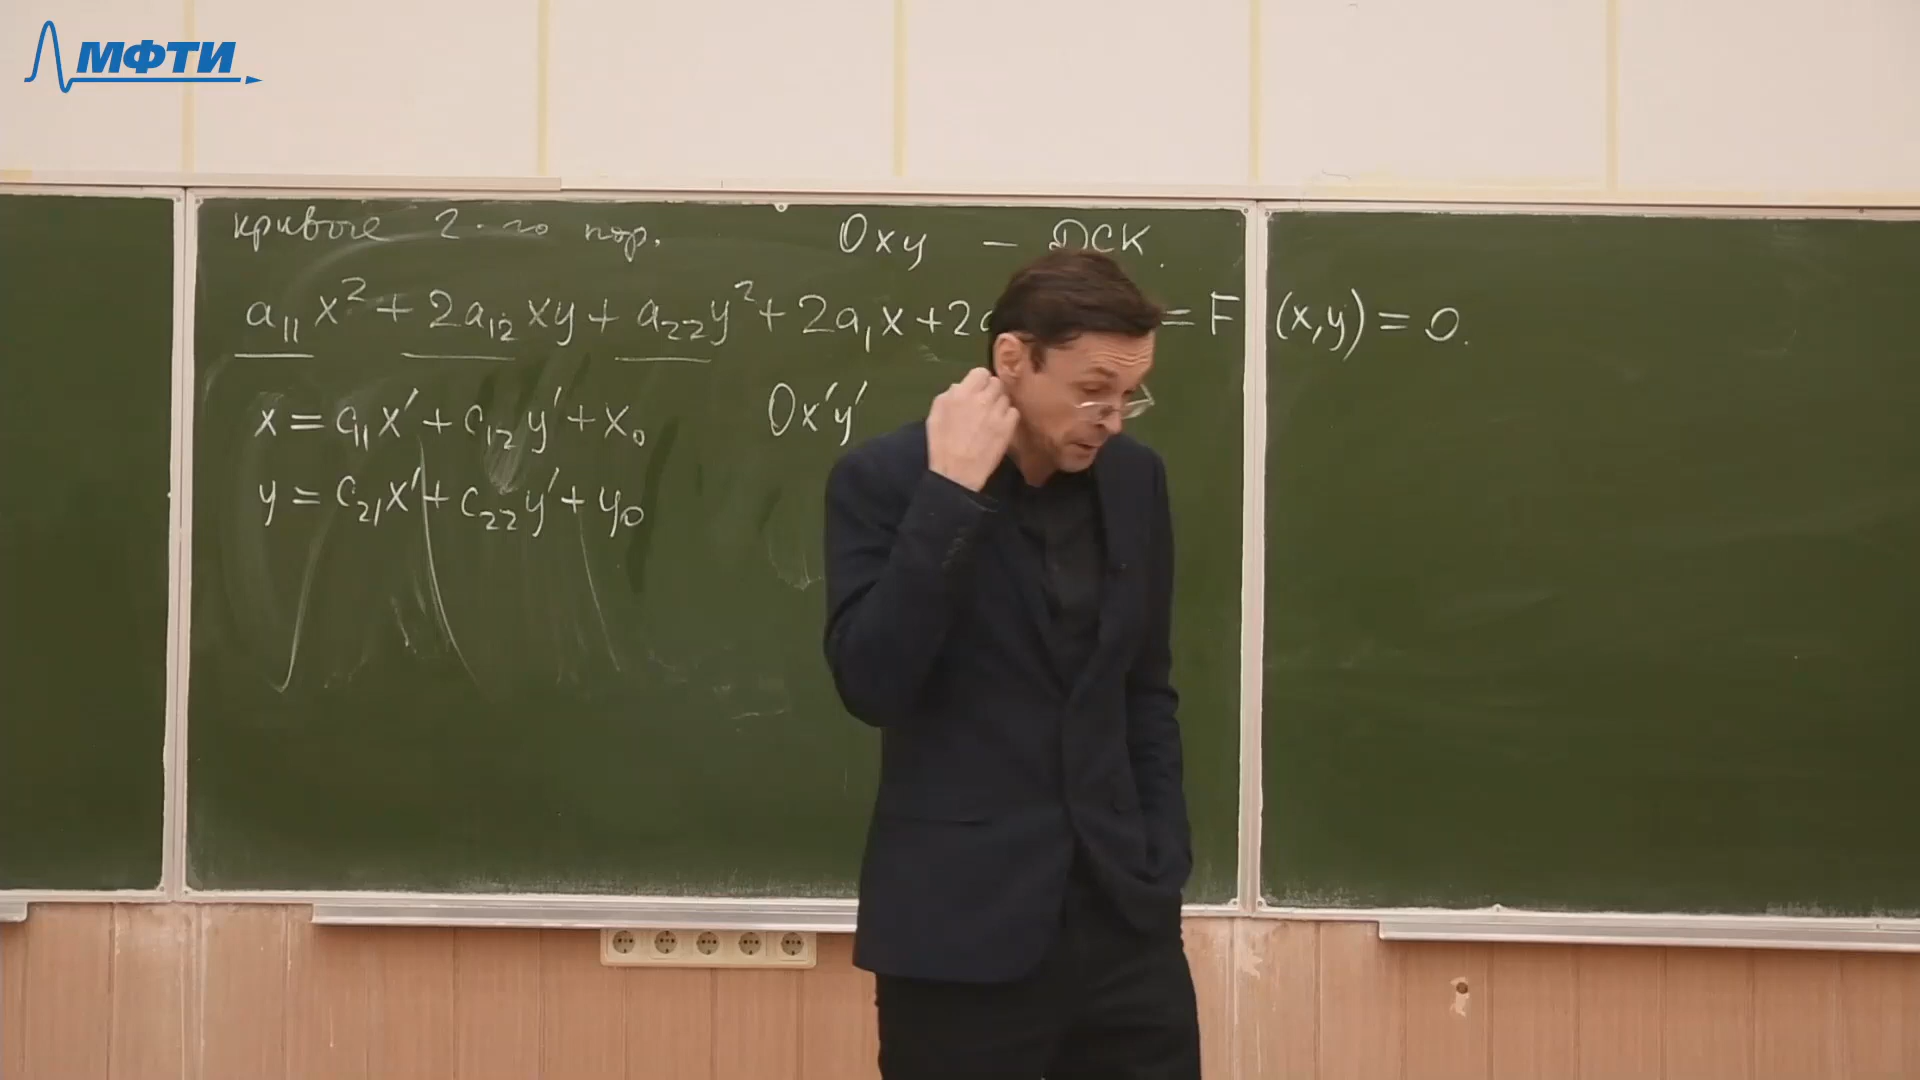 МФТИ
кривые 2-го пор. Oxy — ДСК.
a₁₁x² + 2a₁₂xy + a₂₂y² + 2a₁x + 2a = F (x,y) = 0.
x = c₁₁x' + c₁₂y' + x₀ Ox'y'
y = c₂₁x' + c₂₂y' + y₀